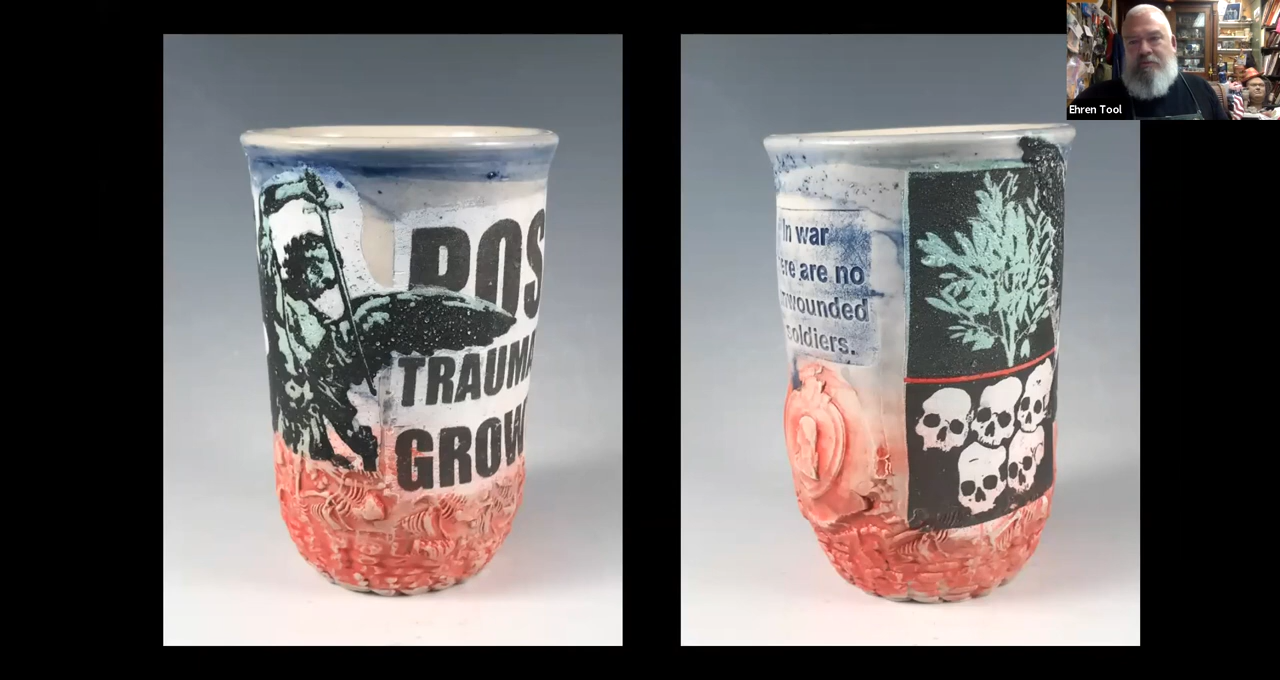 POS
TRAUMA
GROW
In war
ere are no
nwounded
soldiers.
Ehren Tool